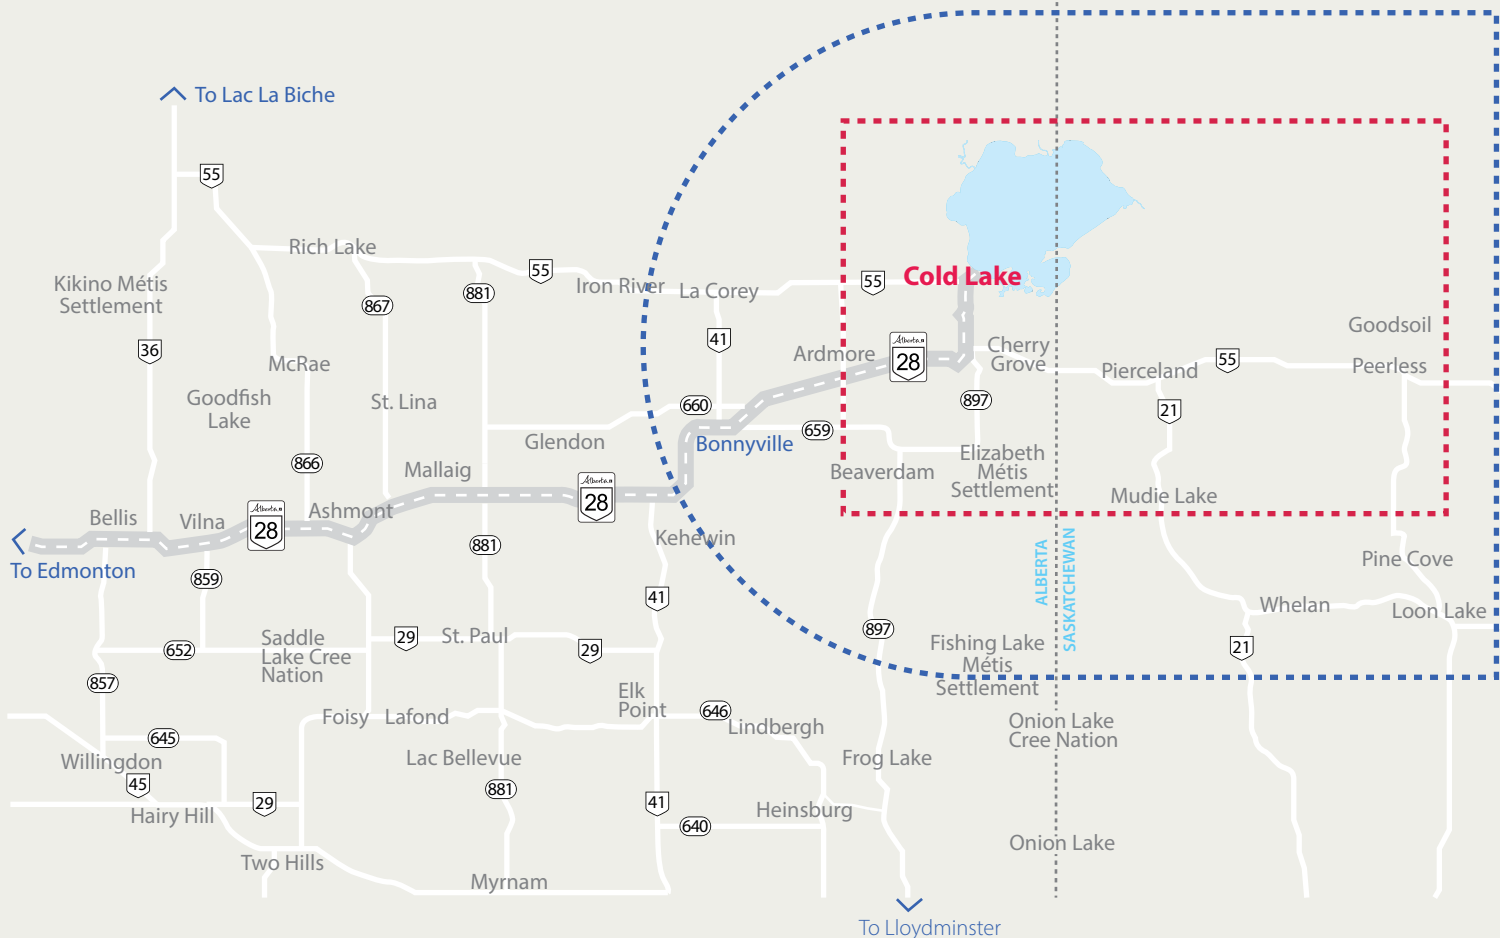 To Lac La Biche
55
Rich Lake
Kikino Métis
Settlement
867
881
55
Iron River
La Corey
55
Cold Lake
36
McRae
41
Ardmore
Alberta
28
Cherry
Grove
Goodsoil
Pierceland
55
Peerless
Goodfish
Lake
St. Lina
660
897
21
Glendon
Bonnyville
659
866
Mallaig
Beaverdam
Elizabeth
Métis
Settlement
Mudie Lake
Bellis
Vilna
Alberta
28
Ashmont
Alberta
28
To Edmonton
859
881
Kehewin
ALBERTA
SASKATCHEWAN
Pine Cove
41
Whelan
Loon Lake
652
Saddle
Lake Cree
Nation
29
St. Paul
29
897
Fishing Lake
Métis
Settlement
21
857
Elk
Point
646
Lindbergh
Foisy
Lafond
Onion Lake
Cree Nation
645
Willingdon
Lac Bellevue
Frog Lake
45
29
881
41
Hairy Hill
640
Heinsburg
Two Hills
Onion Lake
Myrnam
To Lloydminster